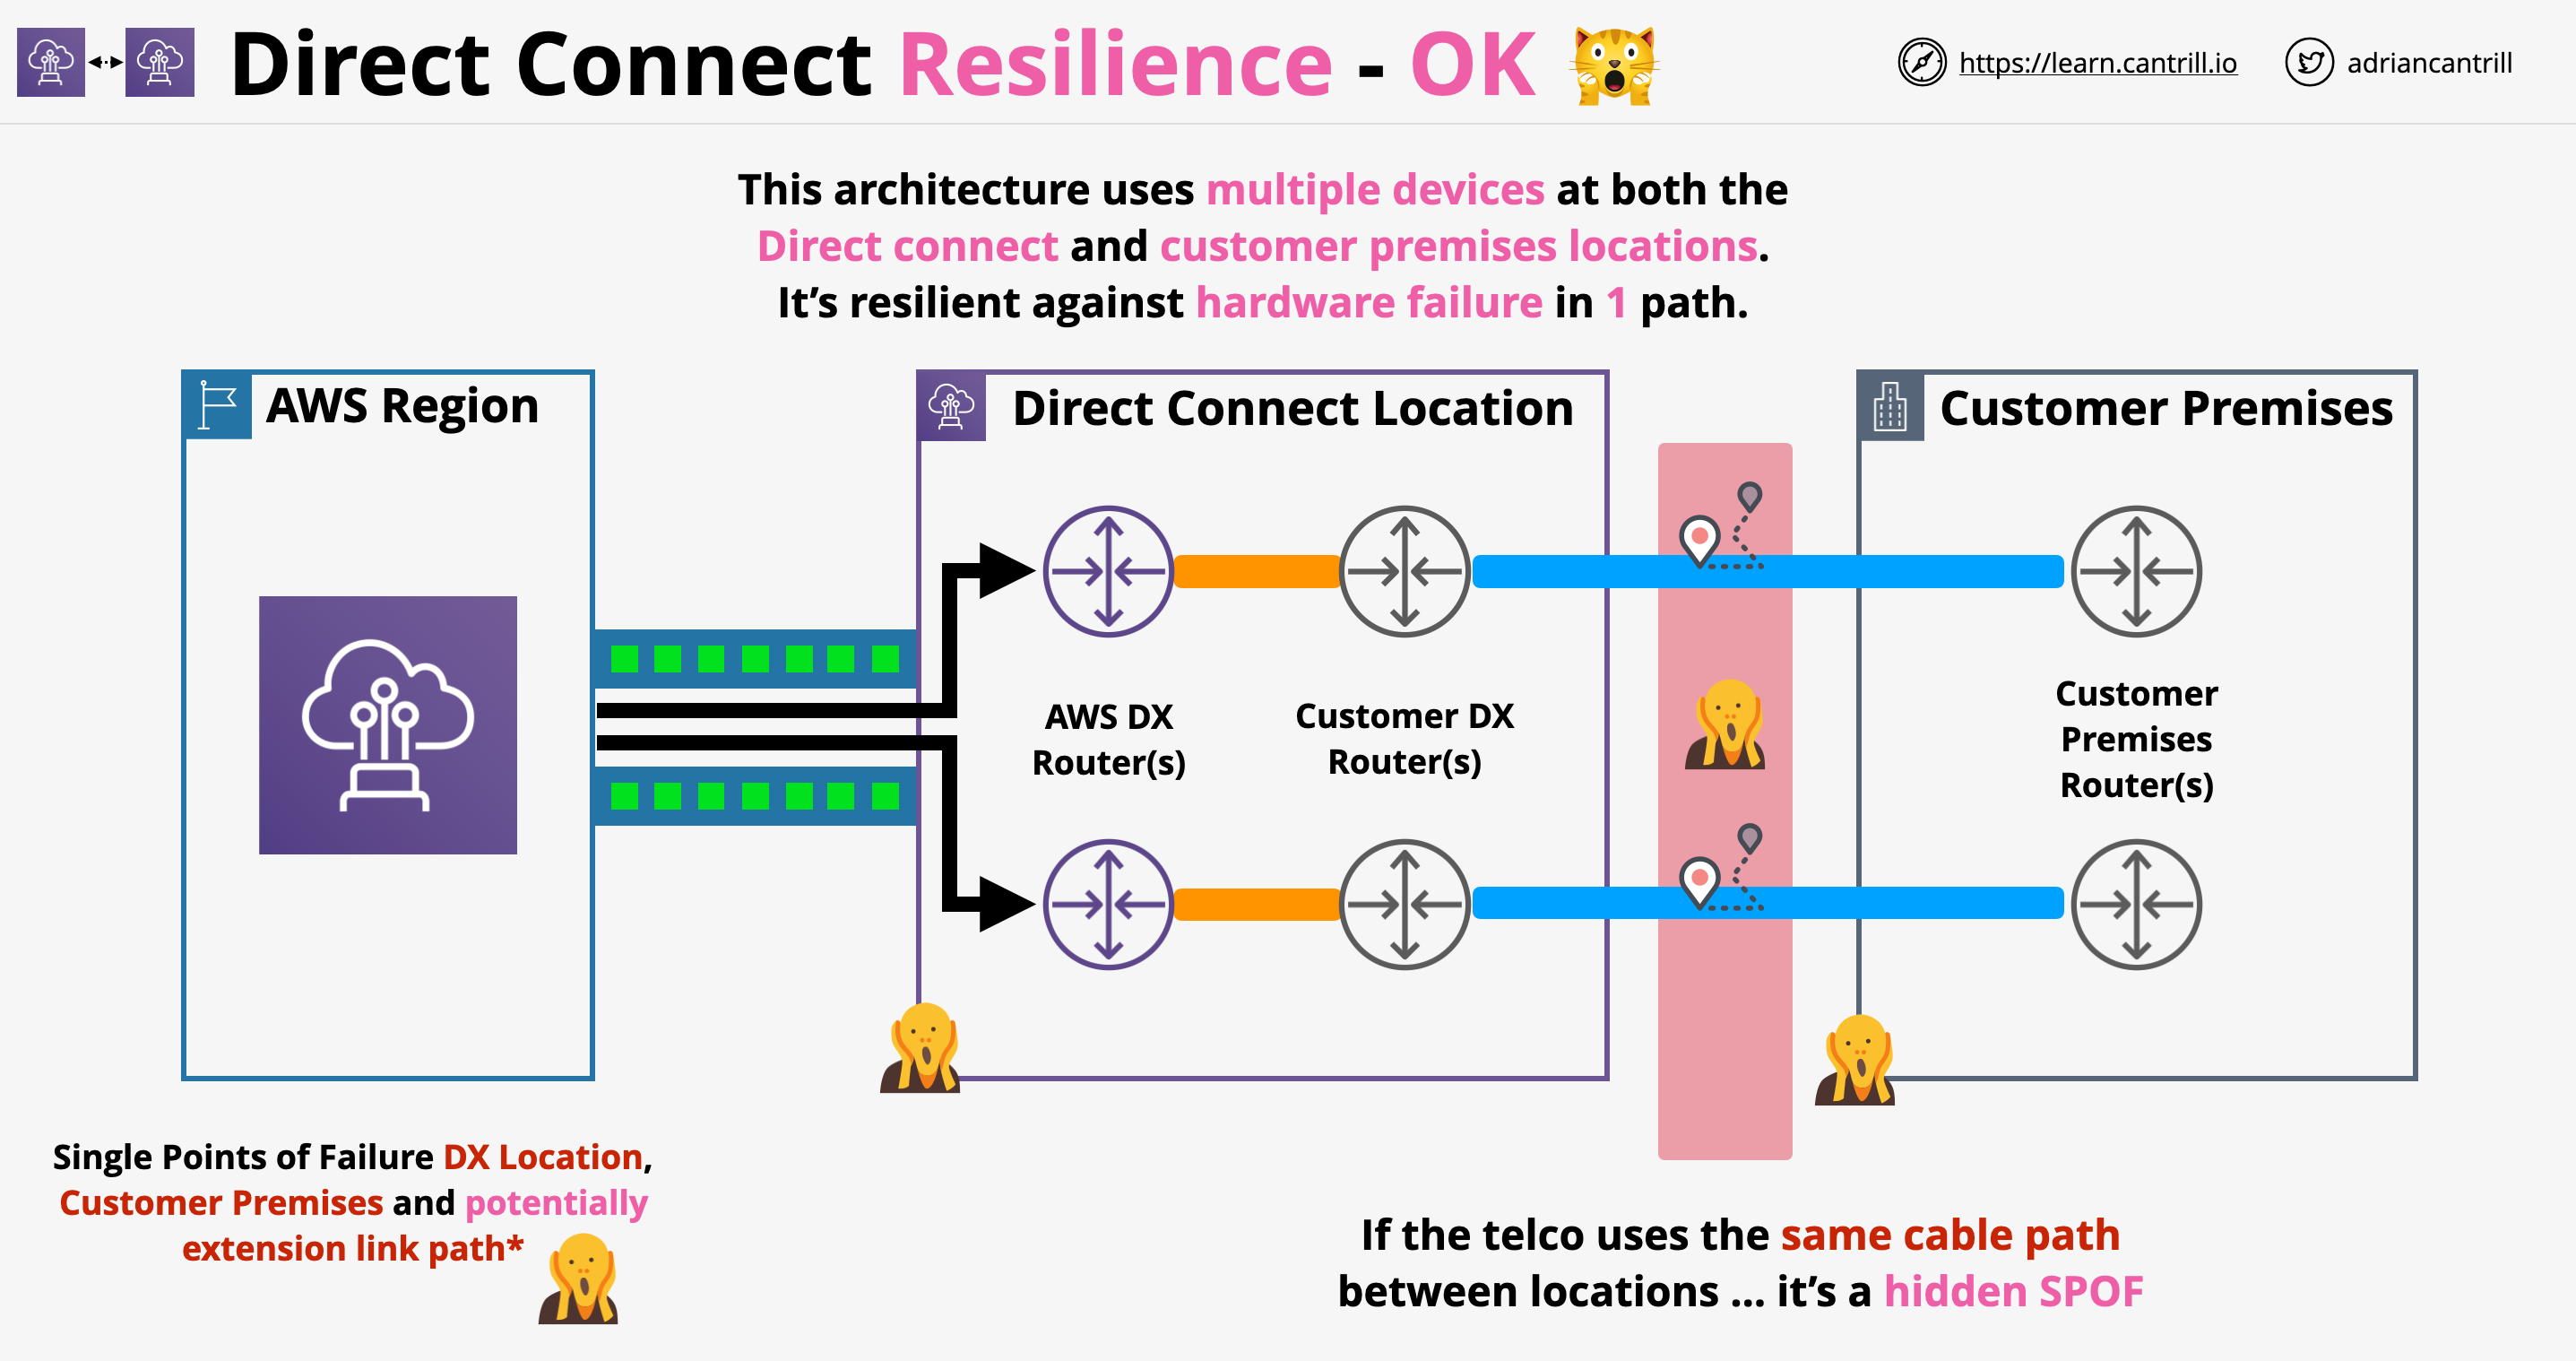 Direct Connect Resilience - OK
https://learn.cantrill.io
adriancantrill
This architecture uses multiple devices at both the
Direct connect and customer premises locations.
It’s resilient against hardware failure in 1 path.
AWS Region
Direct Connect Location
Customer Premises
AWS DX
Router(s)
Customer DX
Router(s)
Customer
Premises
Router(s)
Single Points of Failure DX Location,
Customer Premises and potentially
extension link path*
If the telco uses the same cable path
between locations ... it’s a hidden SPOF